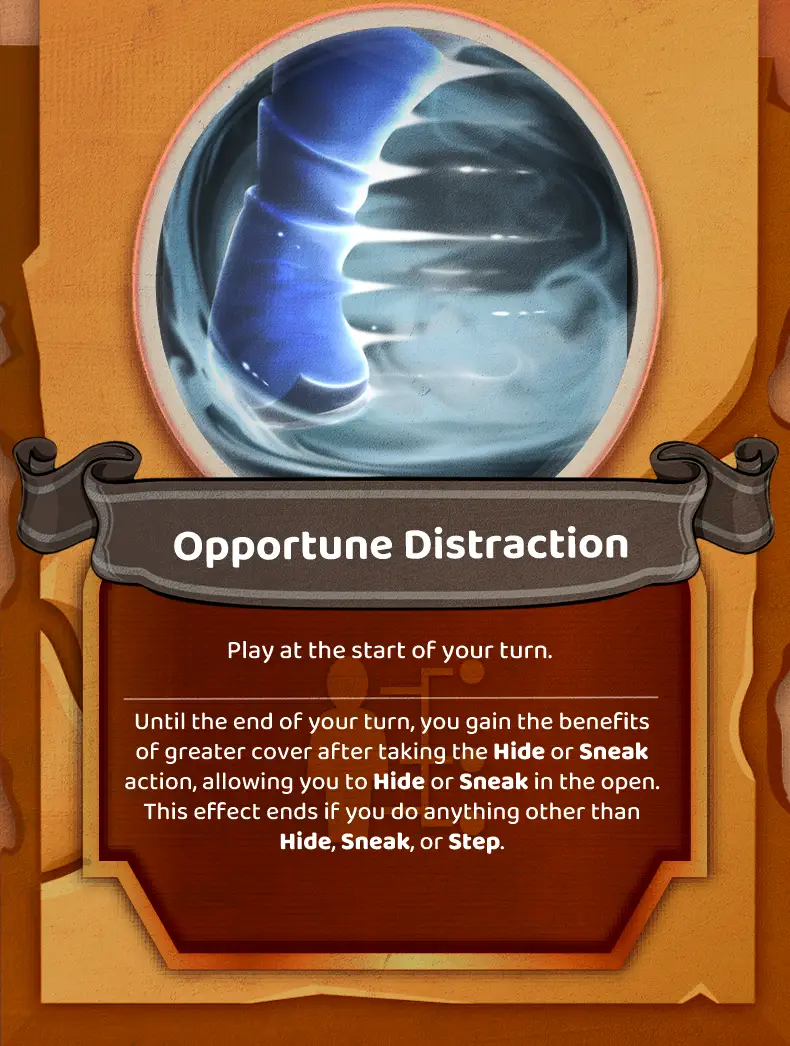 Opportune Distraction
Play at the start of your turn.
Until the end of your turn, you gain the benefits
of greater cover after taking the Hide or Sneak
action, allowing you to Hide or Sneak in the open.
This effect ends if you do anything other than
Hide, Sneak, or Step.